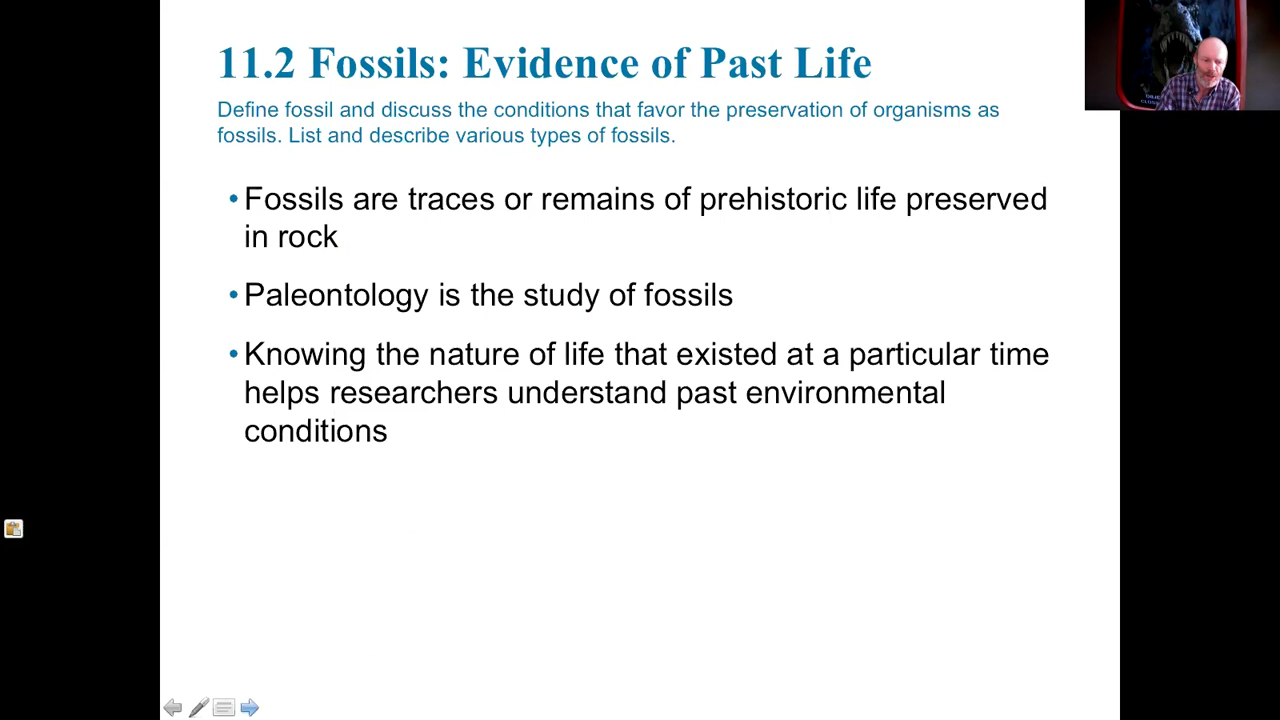 11.2 Fossils: Evidence of Past Life
Define fossil and discuss the conditions that favor the preservation of organisms as
fossils. List and describe various types of fossils.
•Fossils are traces or remains of prehistoric life preserved
in rock
•Paleontology is the study of fossils
•Knowing the nature of life that existed at a particular time
helps researchers understand past environmental
conditions